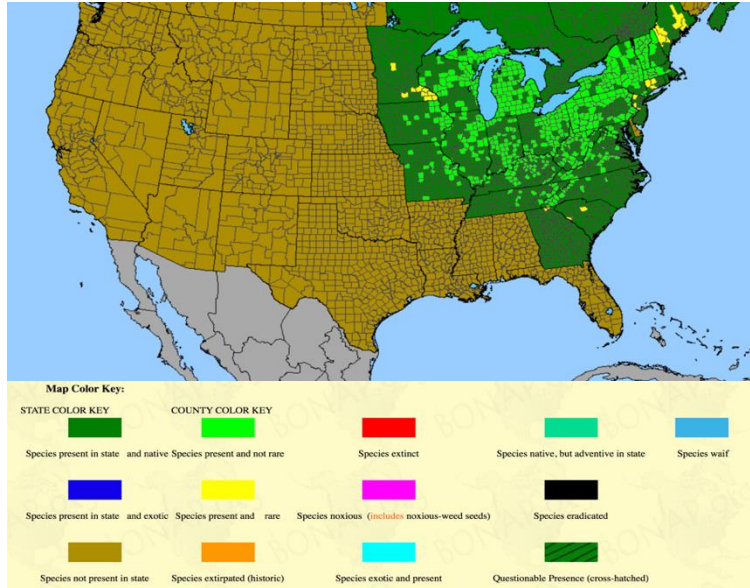 Map Color Key:
STATE COLOR KEY
COUNTY COLOR KEY
Species present in state and native
Species present and not rare
Species extinct
Species native, but adventive in state
Species waif
Species present in state and exotic
Species present and rare
Species noxious (includes noxious-weed seeds)
Species eradicated
Species not present in state
Species extirpated (historic)
Species exotic and present
Questionable Presence (cross-hatched)